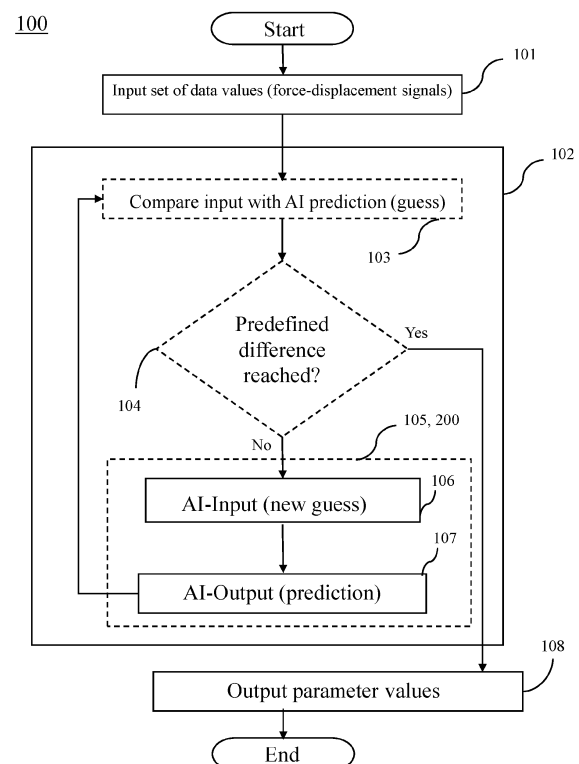 100
Start
101
Input set of data values (force-displacement signals)
102
Compare input with AI prediction (guess)
103
Predefined
difference
reached?
Yes
104
No
105, 200
106
AI-Input (new guess)
107
AI-Output (prediction)
108
Output parameter values
End